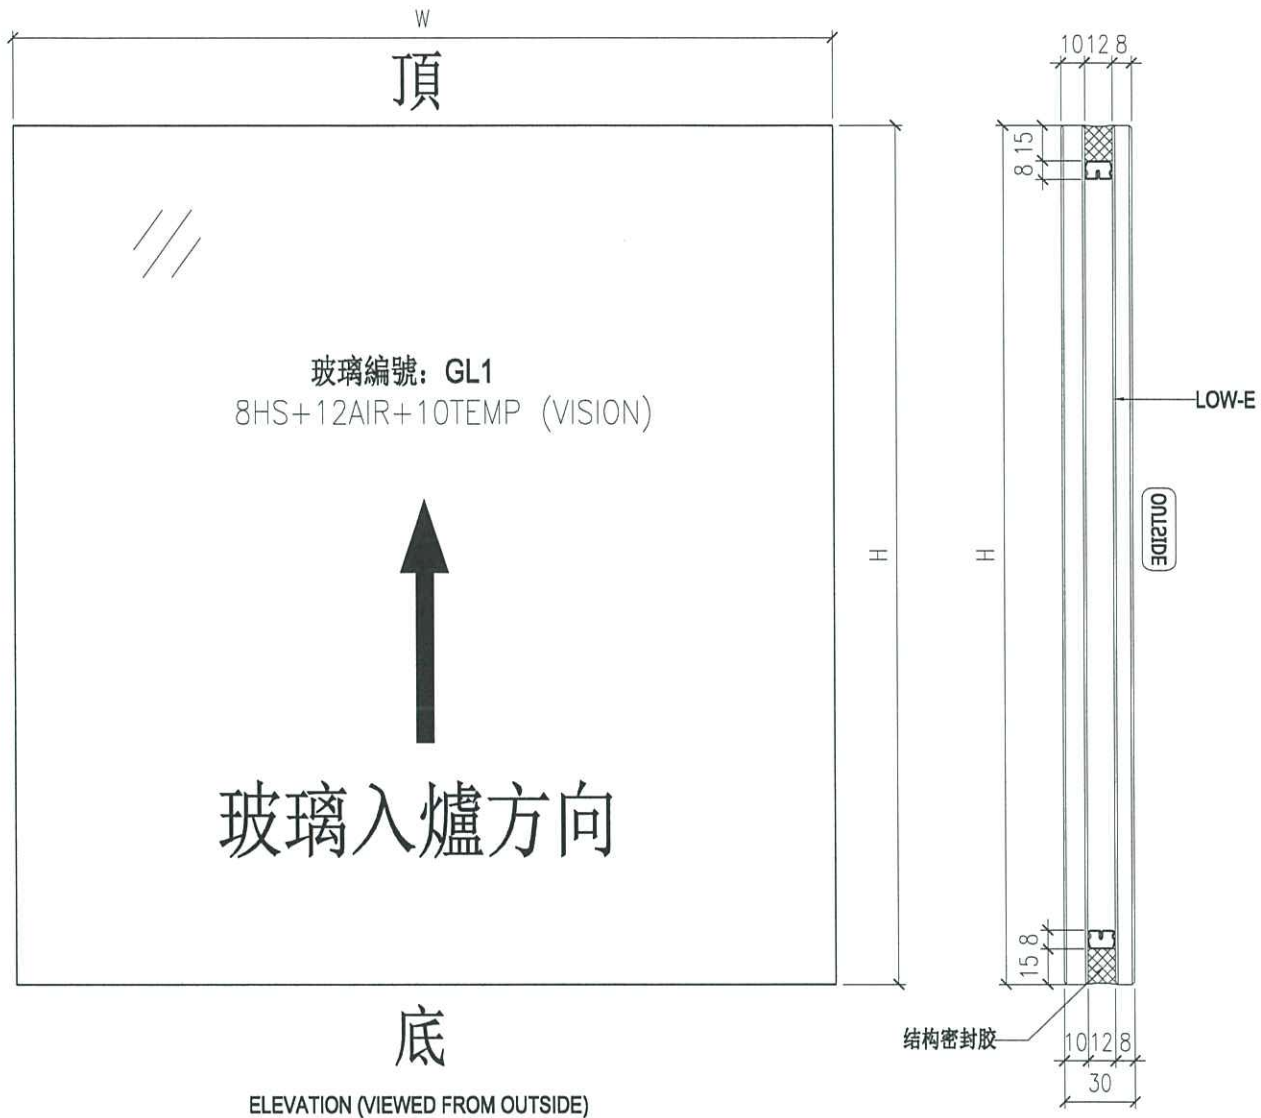 W
頂
玻璃編號：GL1
8HS+12AIR+10TEMP (VISION)
玻璃入爐方向
底
ELEVATION (VIEWED FROM OUTSIDE)
H
10 12 8
15
8
H
LOW-E
OUTSIDE
8
15
结构密封胶
10 12 8
30